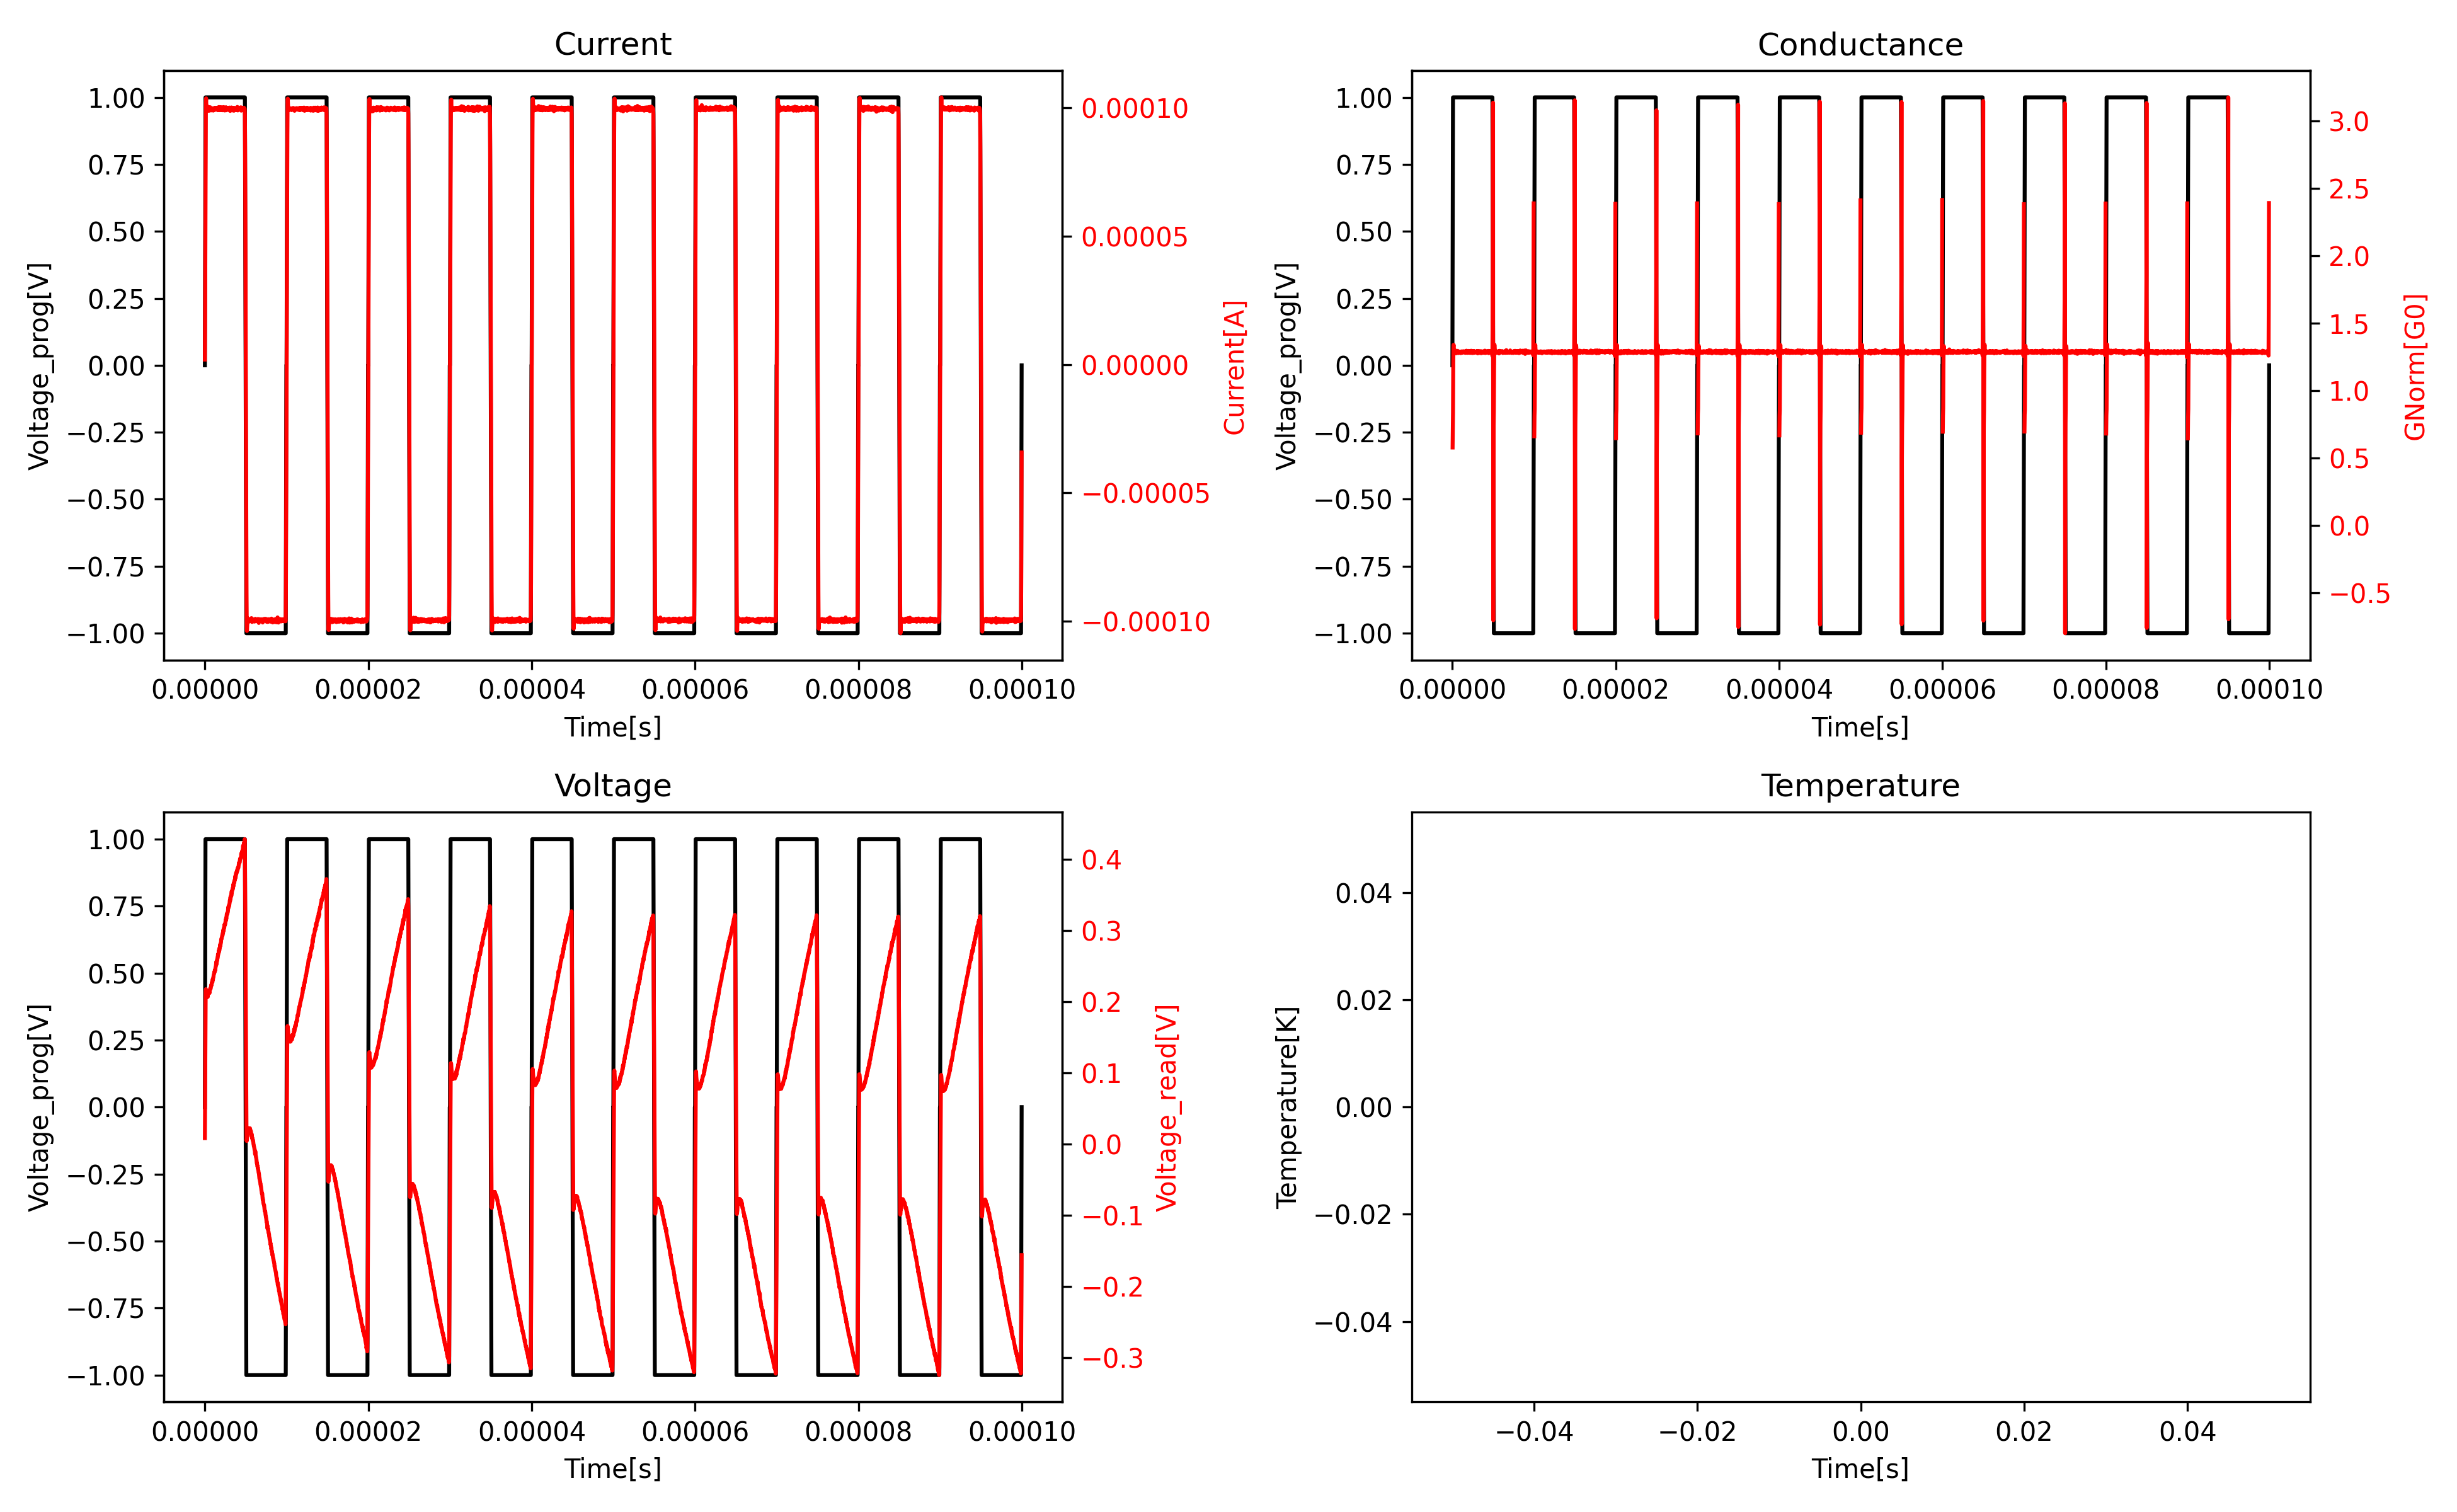 Current
1.00
0.75
0.50
0.25
0.00
−0.25
−0.50
−0.75
−1.00
Voltage_prog[V]
0.00010
0.00005
0.00000
−0.00005
−0.00010
Current[A]
0.00000 0.00002 0.00004 0.00006 0.00008 0.00010
Time[s]
Conductance
1.00
0.75
0.50
0.25
0.00
−0.25
−0.50
−0.75
−1.00
Voltage_prog[V]
3.0
2.5
2.0
1.5
1.0
0.5
0.0
−0.5
GNorm[G0]
0.00000 0.00002 0.00004 0.00006 0.00008 0.00010
Time[s]
Voltage
1.00
0.75
0.50
0.25
0.00
−0.25
−0.50
−0.75
−1.00
Voltage_prog[V]
0.4
0.3
0.2
0.1
0.0
−0.1
−0.2
−0.3
Voltage_read[V]
0.00000 0.00002 0.00004 0.00006 0.00008 0.00010
Time[s]
Temperature
0.04
0.02
0.00
−0.02
−0.04
Temperature[K]
−0.04 −0.02 0.00 0.02 0.04
Time[s]